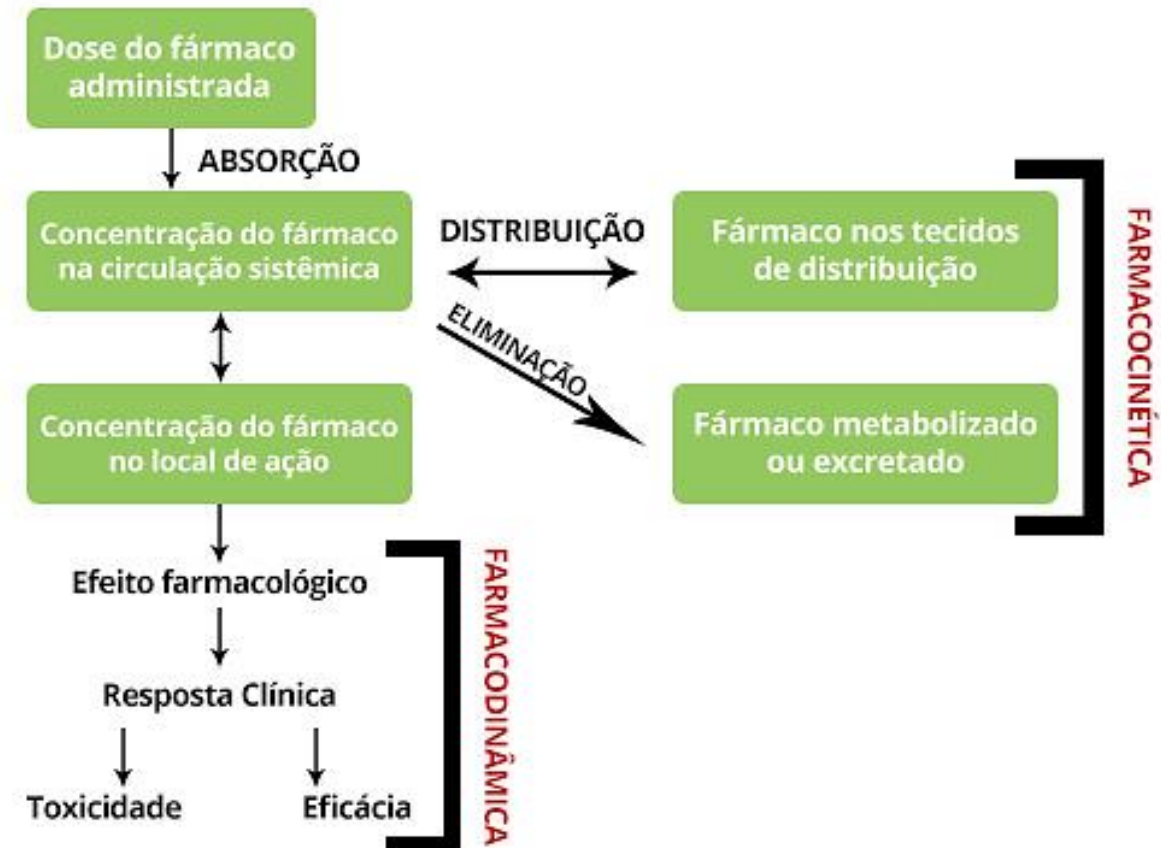 Dose do fármaco
administrada
ABSORÇÃO
Concentração do fármaco
na circulação sistêmica
DISTRIBUIÇÃO
Fármaco nos tecidos
de distribuição
ELIMINAÇÃO
Concentração do fármaco
no local de ação
Fármaco metabolizado
ou excretado
FARMACOCINÉTICA
Efeito farmacológico
Resposta Clínica
Toxicidade
Eficácia
FARMACODINÂMICA